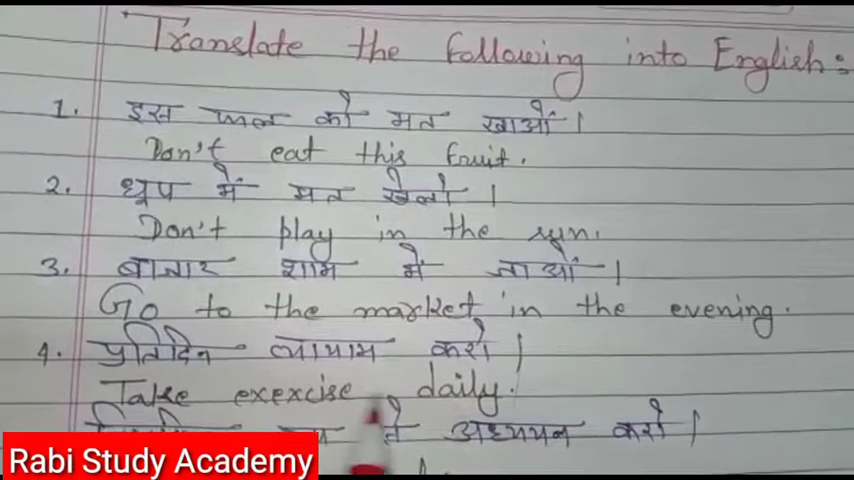 Translate the following into English:
1. इस फल को मत खाओं।
Don't eat this fruit.
2. धूप में मत खेलो।
Don't play in the sun.
3. बाजार शाम में जाओं।
Go to the market in the evening.
4. प्रतिदिन व्यायाम करो।
Take exexcise daily.
से अध्ययन करो।
Rabi Study Academy